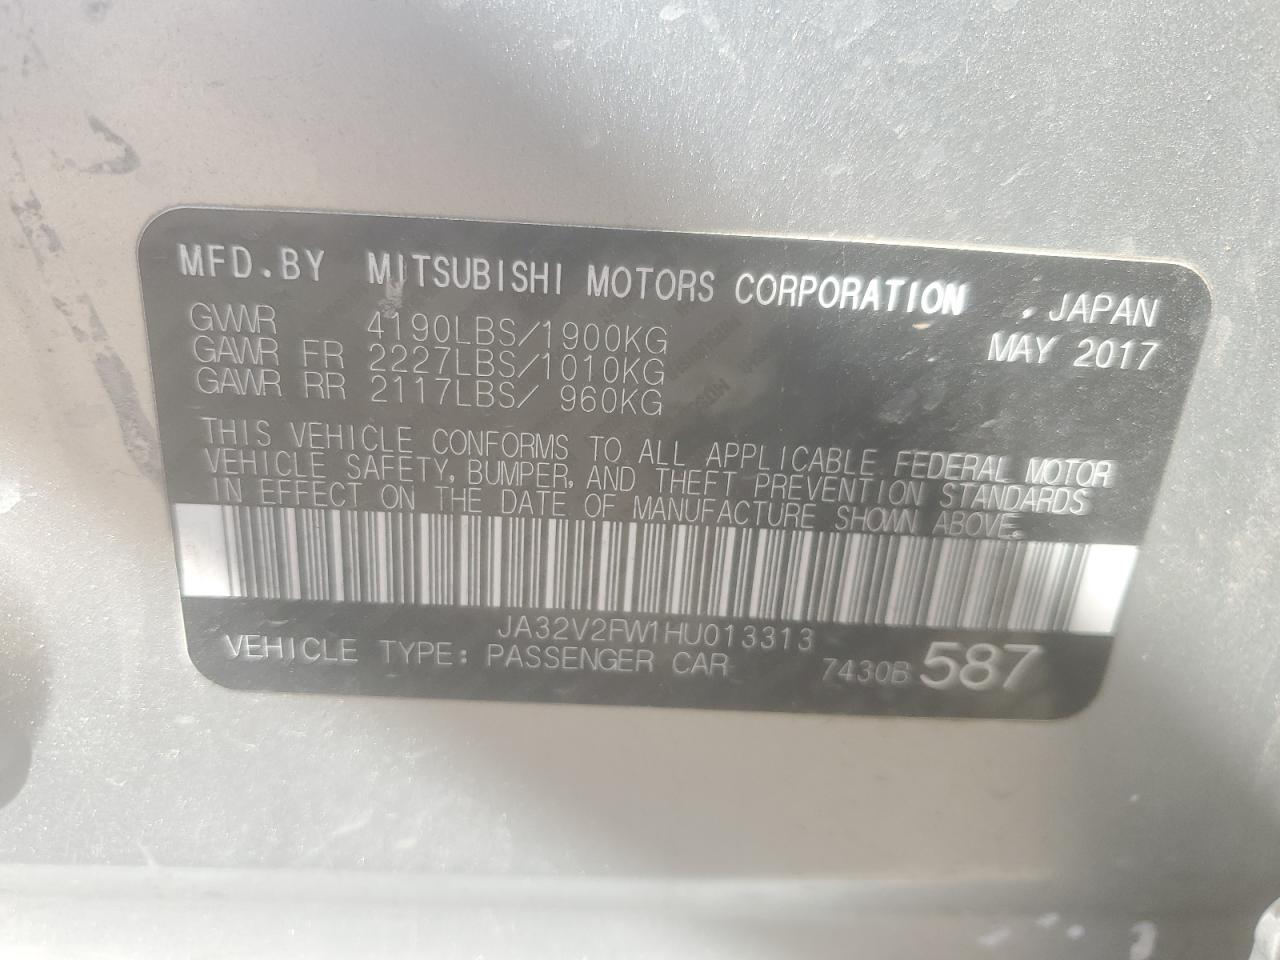 MFD.BY MITSUBISHI MOTORS CORPORATION , JAPAN
GVWR 4190LBS/1900KG MAY 2017
GAWR FR 2227LBS/1010KG
GAWR RR 2117LBS/ 960KG
THIS VEHICLE CONFORMS TO ALL APPLICABLE FEDERAL MOTOR
VEHICLE SAFETY, BUMPER, AND THEFT PREVENTION STANDARDS
IN EFFECT ON THE DATE OF MANUFACTURE SHOWN ABOVE.
JA32V2FW1HU013313
VEHICLE TYPE: PASSENGER CAR 7430B 587